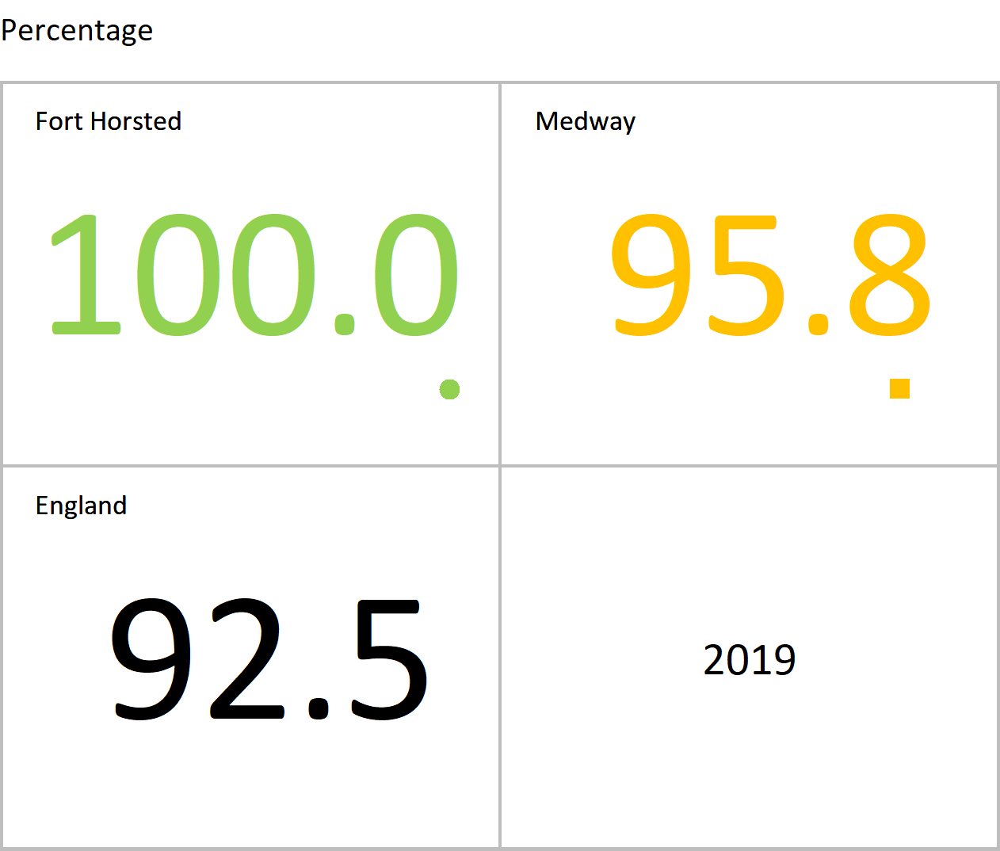 Percentage
Fort Horsted
100.0
Medway
95.8
England
92.5
2019